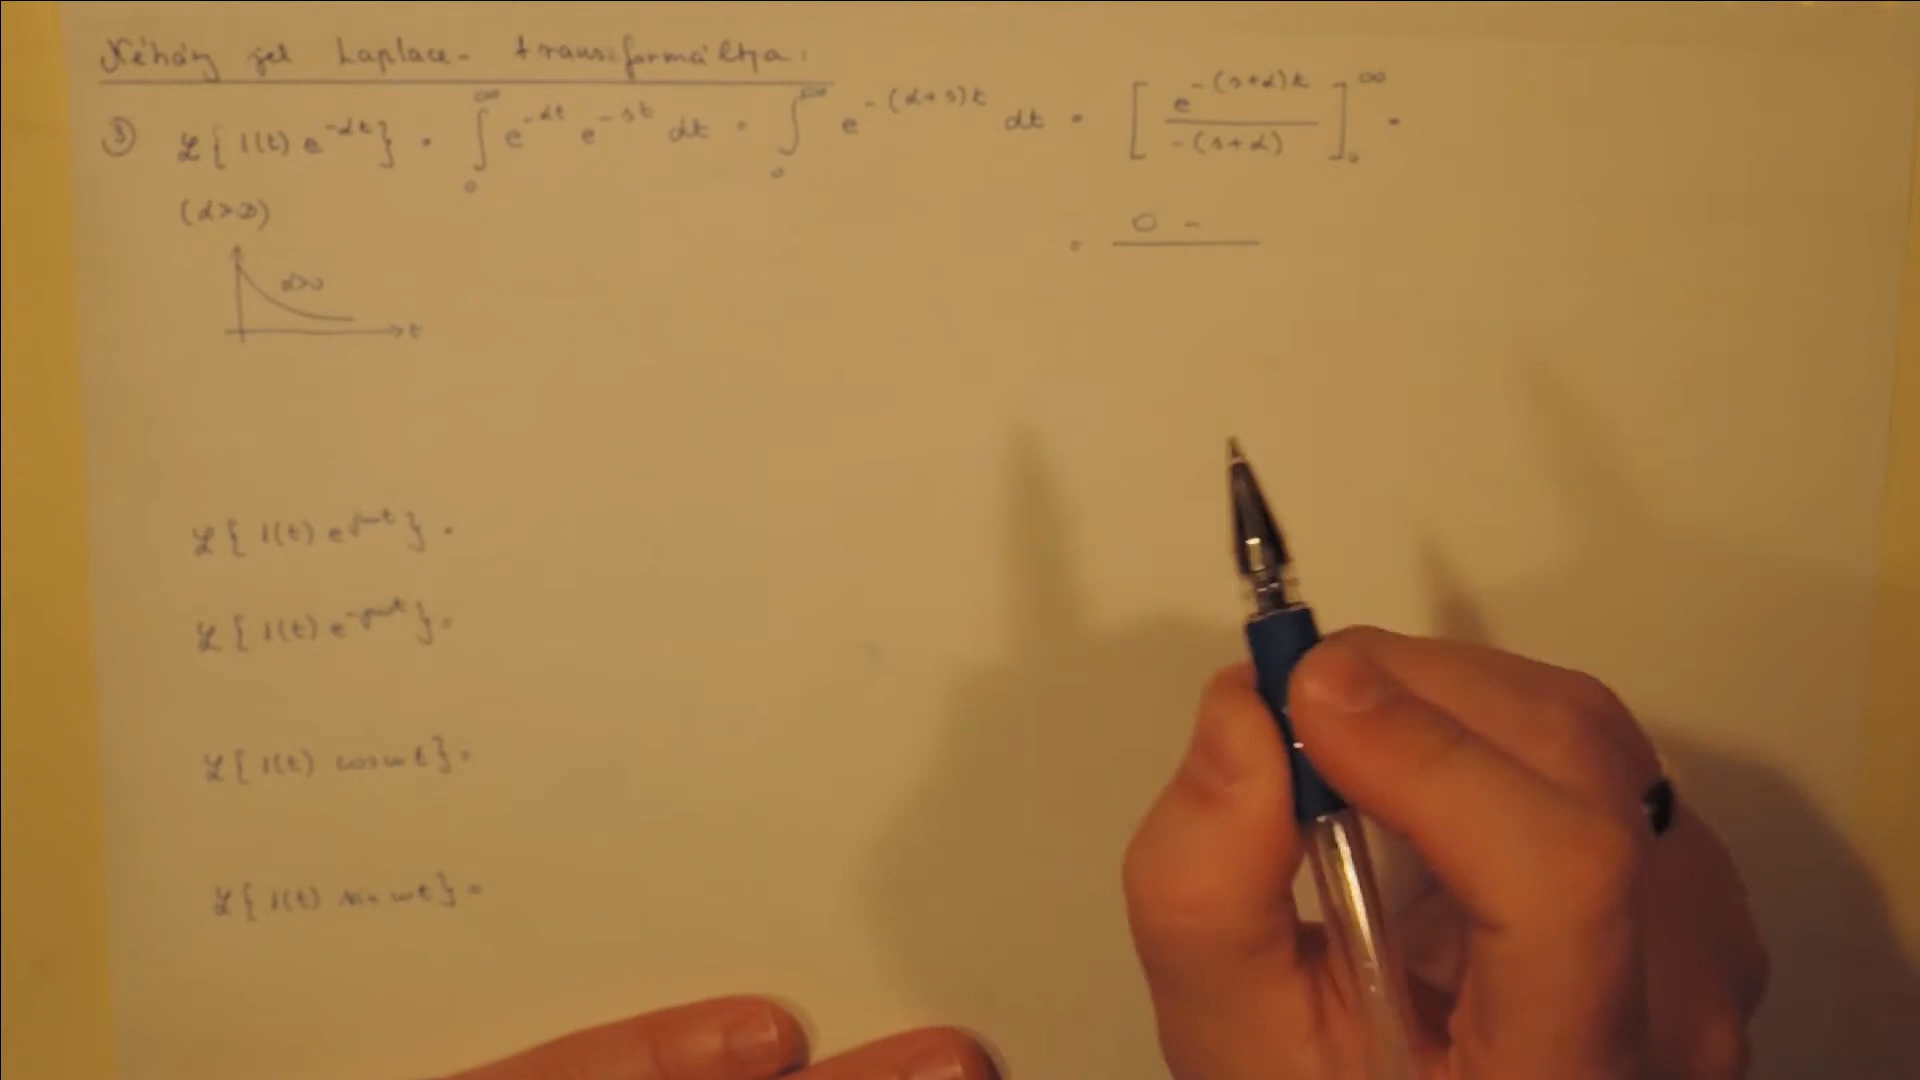 Néhány jel Laplace-transzformáltja:
③ ℒ{1(t) e^{-αt}} = ∫_0^∞ e^{-αt} e^{-st} dt = ∫_0^∞ e^{-(α+s)t} dt = [e^{-(s+α)t} / -(s+α)]_0^∞ =
(α>0)
= 0 -
α>0
t
ℒ{1(t) e^{jωt}} =
ℒ{1(t) e^{-jωt}} =
ℒ{1(t) cos ωt} =
ℒ{1(t) sin ωt} =